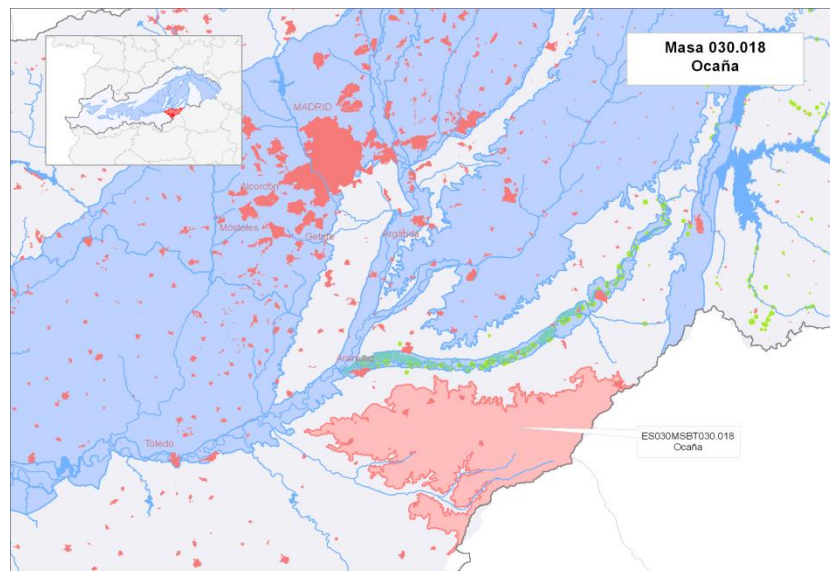 Masa 030.018
Ocaña
MADRID
Alcorcón
Móstoles
Getafe
Arganda
Aranjuez
Toledo
ES030MSBT030.018
Ocaña